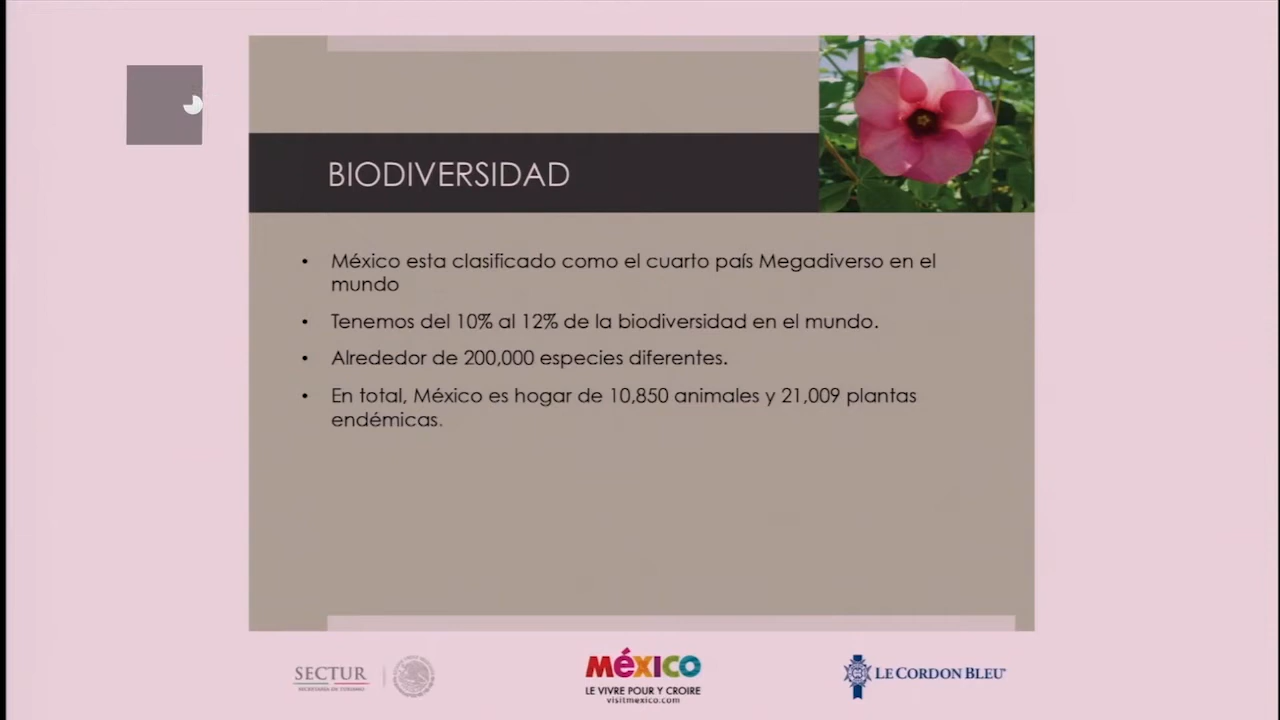 BIODIVERSIDAD
• México esta clasificado como el cuarto país Megadiverso en el
mundo
• Tenemos del 10% al 12% de la biodiversidad en el mundo.
• Alrededor de 200,000 especies diferentes.
• En total, México es hogar de 10,850 animales y 21,009 plantas
endémicas.
SECTUR
SECRETARÍA DE TURISMO
méxico
LE VIVRE POUR Y CROIRE
visitmexico.com
LE CORDON BLEU